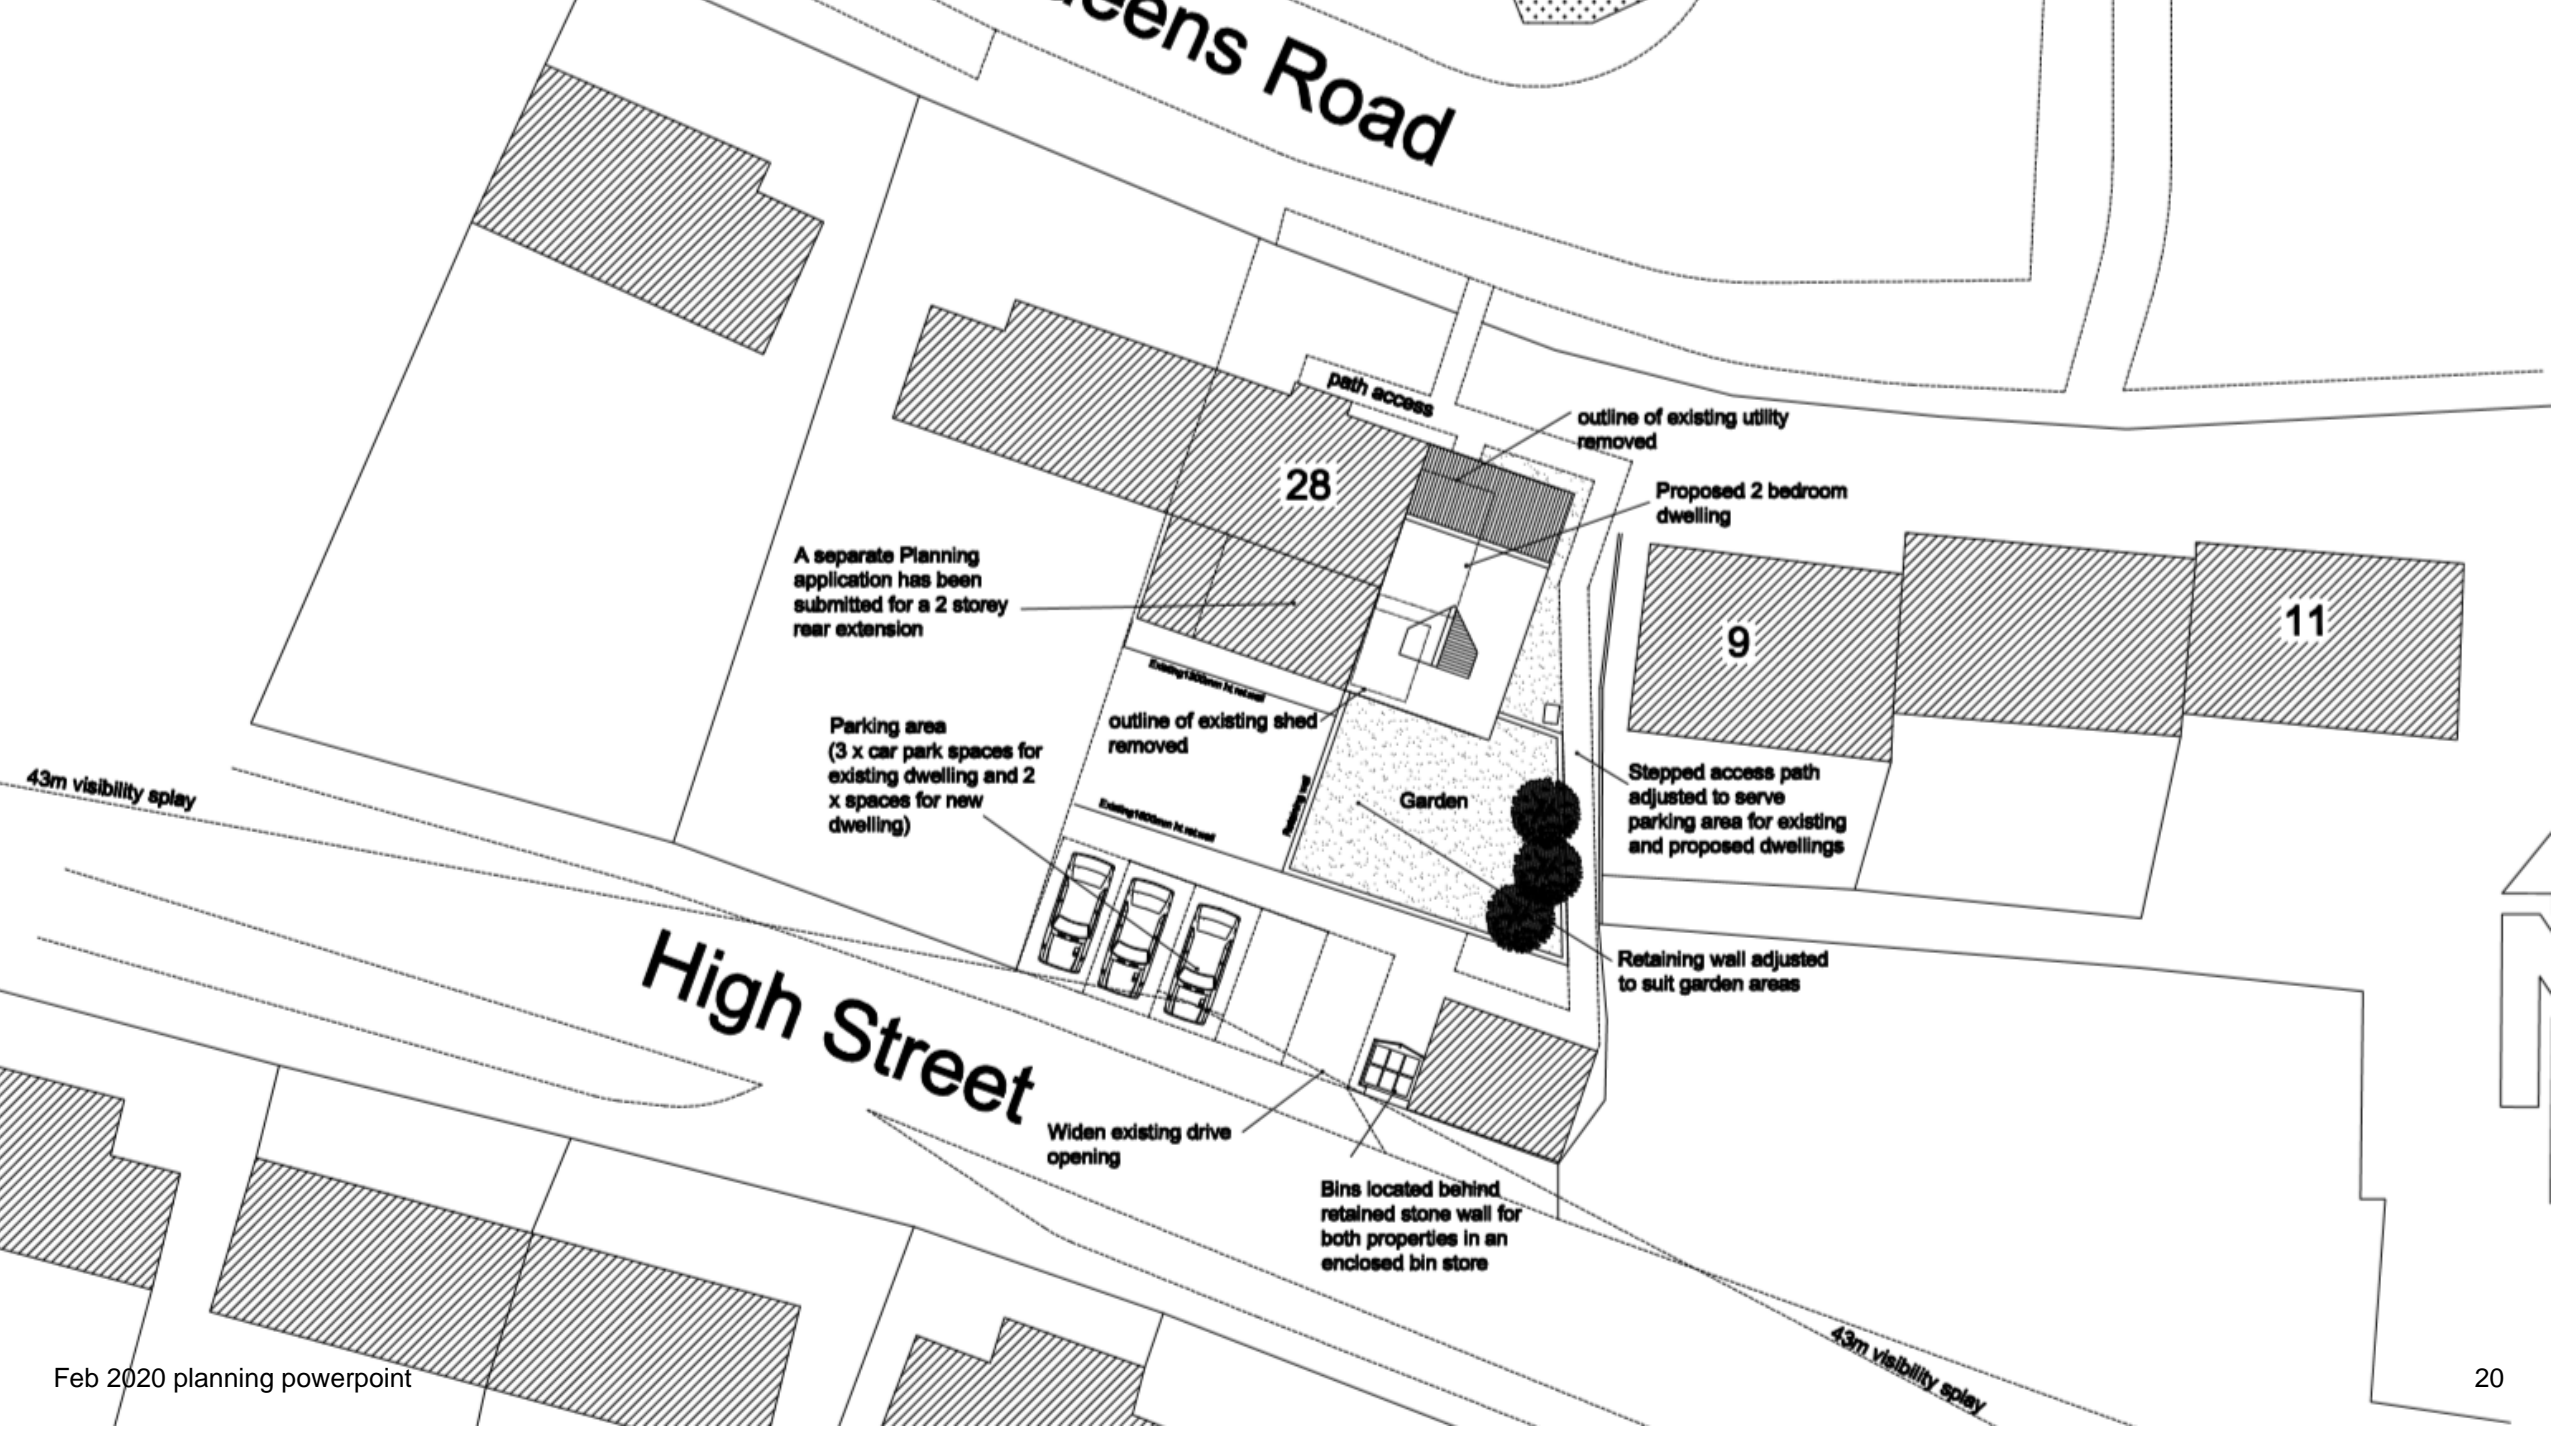 Road
path access
outline of existing utility
removed
28
Proposed 2 bedroom
dwelling
A separate Planning
application has been
submitted for a 2 storey
rear extension
9
11
outline of existing shed
removed
Parking area
(3 x car park spaces for
existing dwelling and 2
x spaces for new
dwelling)
43m visibility splay
Garden
Stepped access path
adjusted to serve
parking area for existing
and proposed dwellings
Retaining wall adjusted
to suit garden areas
High Street
Widen existing drive
opening
Bins located behind
retained stone wall for
both properties in an
enclosed bin store
43m visibility splay
Feb 2020 planning powerpoint
20